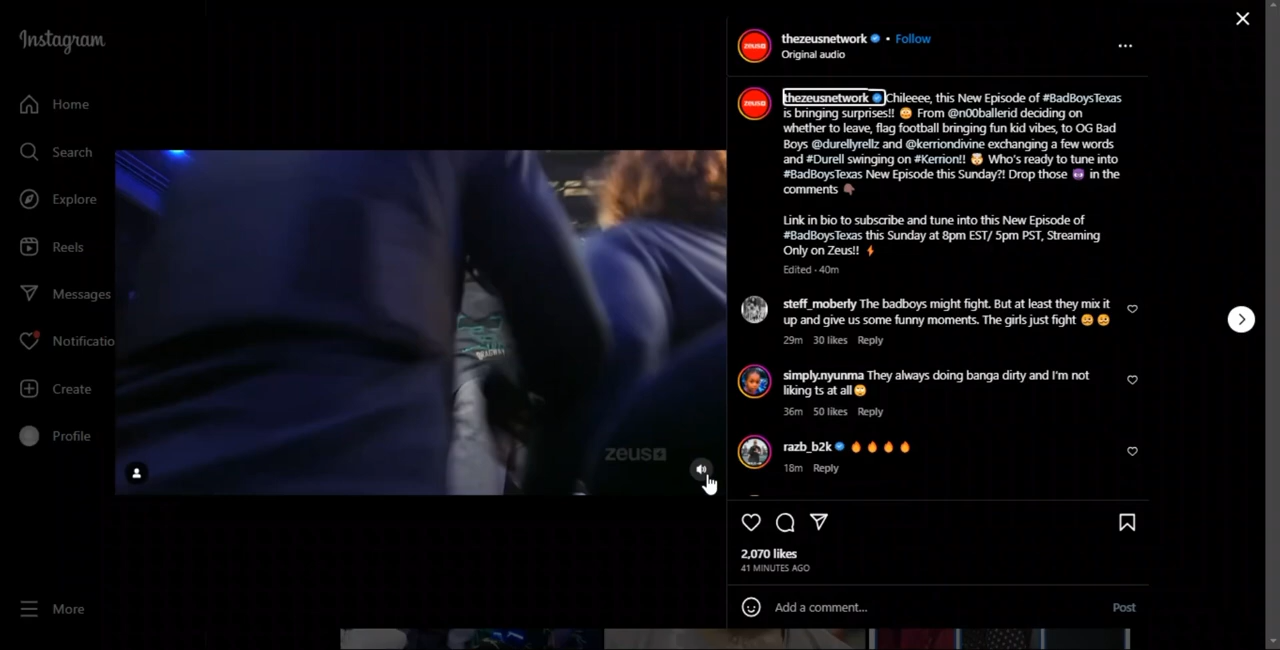 Instagram
Home
Search
Explore
Reels
Messages
Notificatio
Create
Profile
More
zeus
thezeusnetwork • Follow
Original audio
thezeusnetwork Chileeee, this New Episode of #BadBoysTexas
is bringing surprises!! 😳 From @n00ballerid deciding on
whether to leave, flag football bringing fun kid vibes, to OG Bad
Boys @durellyrellz and @kerriondivine exchanging a few words
and #Durell swinging on #Kerrion!! 🤯 Who's ready to tune into
#BadBoysTexas New Episode this Sunday?! Drop those 😈 in the
comments 👇🏽
Link in bio to subscribe and tune into this New Episode of
#BadBoysTexas this Sunday at 8pm EST/ 5pm PST, Streaming
Only on Zeus!! ⚡
Edited · 40m
steff_moberly The badboys might fight. But at least they mix it
up and give us some funny moments. The girls just fight
29m 30 likes Reply
simply.nyunma They always doing banga dirty and I'm not
liking ts at all🙄
36m 50 likes Reply
razb_b2k 🔥 🔥 🔥 🔥
18m Reply
2,070 likes
41 MINUTES AGO
Add a comment...
Post